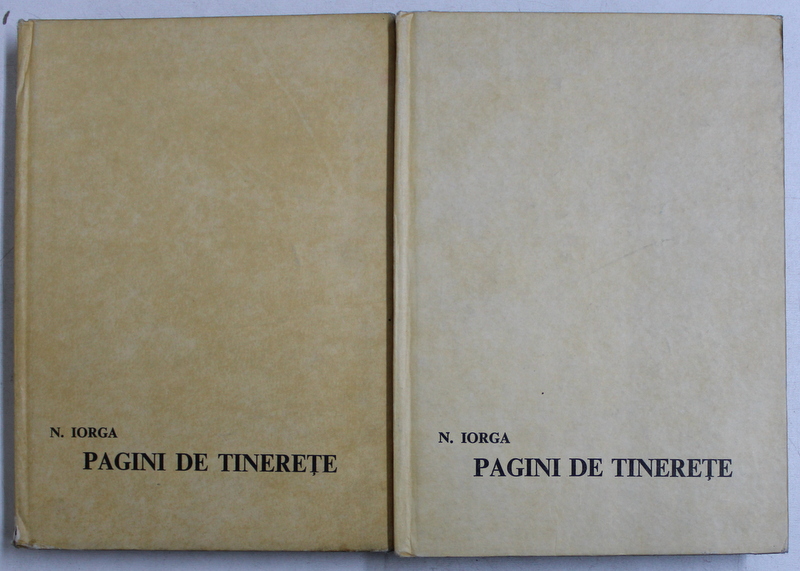 N. IORGA
PAGINI DE TINEREȚE
N. IORGA
PAGINI DE TINEREȚE